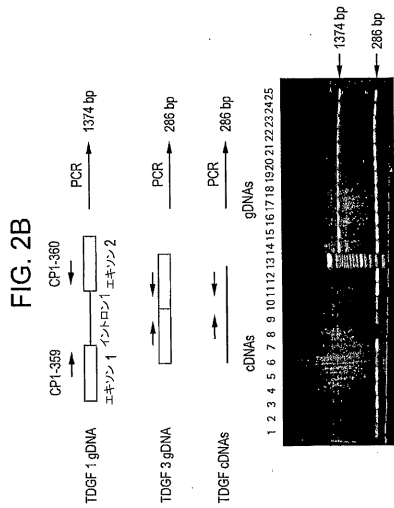 FIG. 2B
CP1-359 CP1-360
TDGF 1 gDNA エキソン 1 イントロン1 エキソン 2 PCR 1374 bp
TDGF 3 gDNA PCR 286 bp
TDGF cDNAs PCR 286 bp
cDNAs gDNAs
1 2 3 4 5 6 7 8 9 10 11 12 13 14 15 16 17 18 19 20 21 22 23 24 25
1374 bp
286 bp